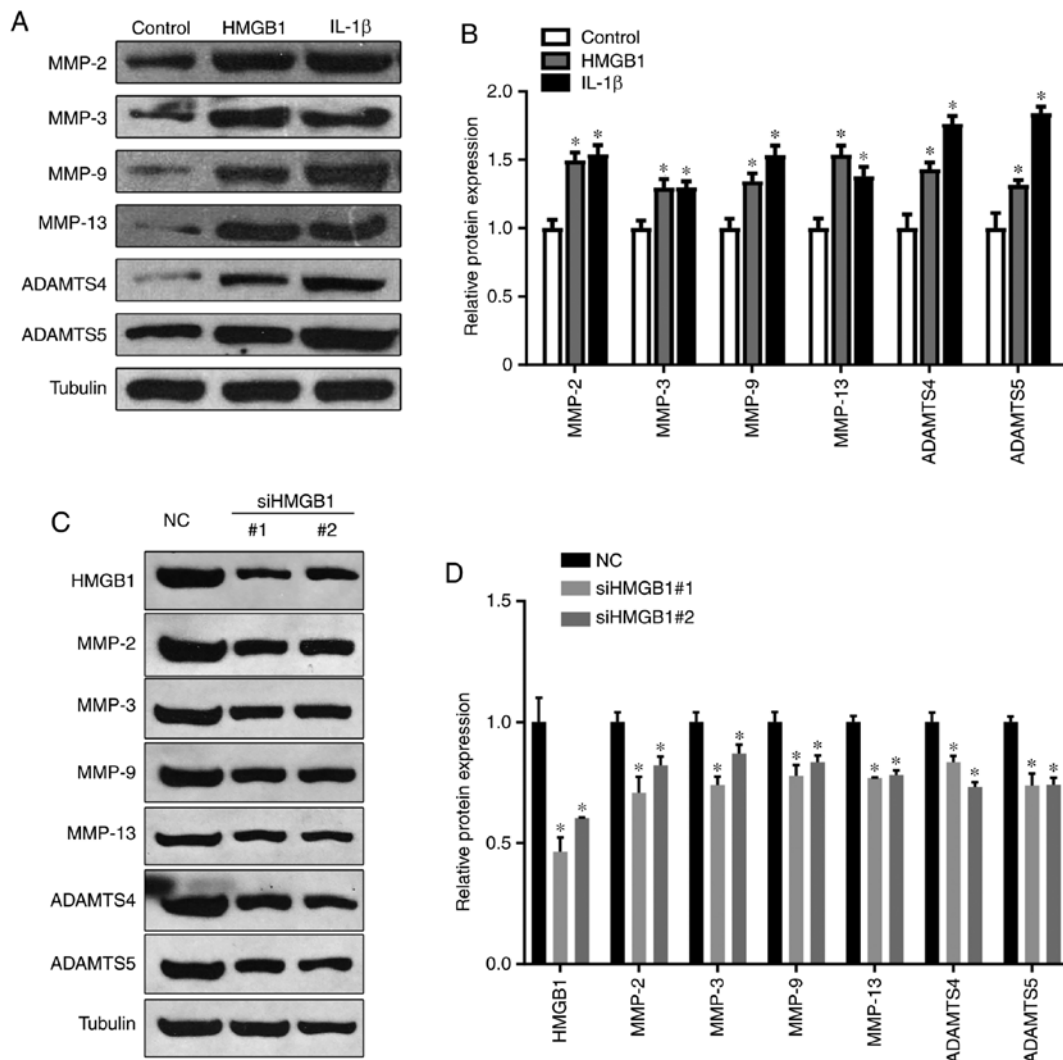 A
Control HMGB1 IL-1β
MMP-2
MMP-3
MMP-9
MMP-13
ADAMTS4
ADAMTS5
Tubulin
B
Control
HMGB1
IL-1β
Relative protein expression
2.0
1.5
1.0
0.5
0
* * * * * * * * * * * *
MMP-2
MMP-3
MMP-9
MMP-13
ADAMTS4
ADAMTS5
C
NC siHMGB1
#1 #2
HMGB1
MMP-2
MMP-3
MMP-9
MMP-13
ADAMTS4
ADAMTS5
Tubulin
D
NC
siHMGB1#1
siHMGB1#2
Relative protein expression
1.5
1.0
0.5
0.0
* * * * * * * * * * * * * *
HMGB1
MMP-2
MMP-3
MMP-9
MMP-13
ADAMTS4
ADAMTS5